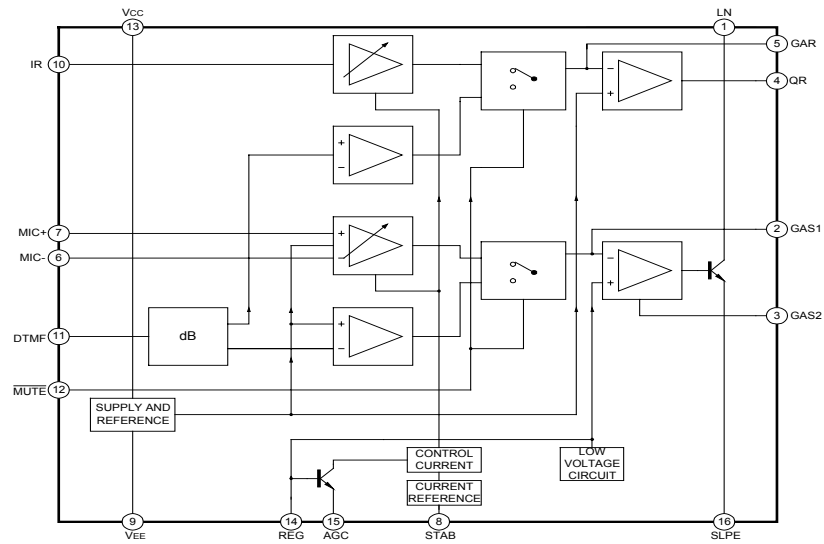 VCC
13
LN
1
5
GAR
IR
10
4
QR
+
−
−
+
MIC+
7
+
2
GAS1
MIC-
6
−
−
+
3
GAS2
DTMF
11
dB
+
−
MUTE
12
SUPPLY AND
REFERENCE
CONTROL
CURRENT
LOW
VOLTAGE
CIRCUIT
CURRENT
REFERENCE
9
VEE
14
REG
15
AGC
8
STAB
16
SLPE